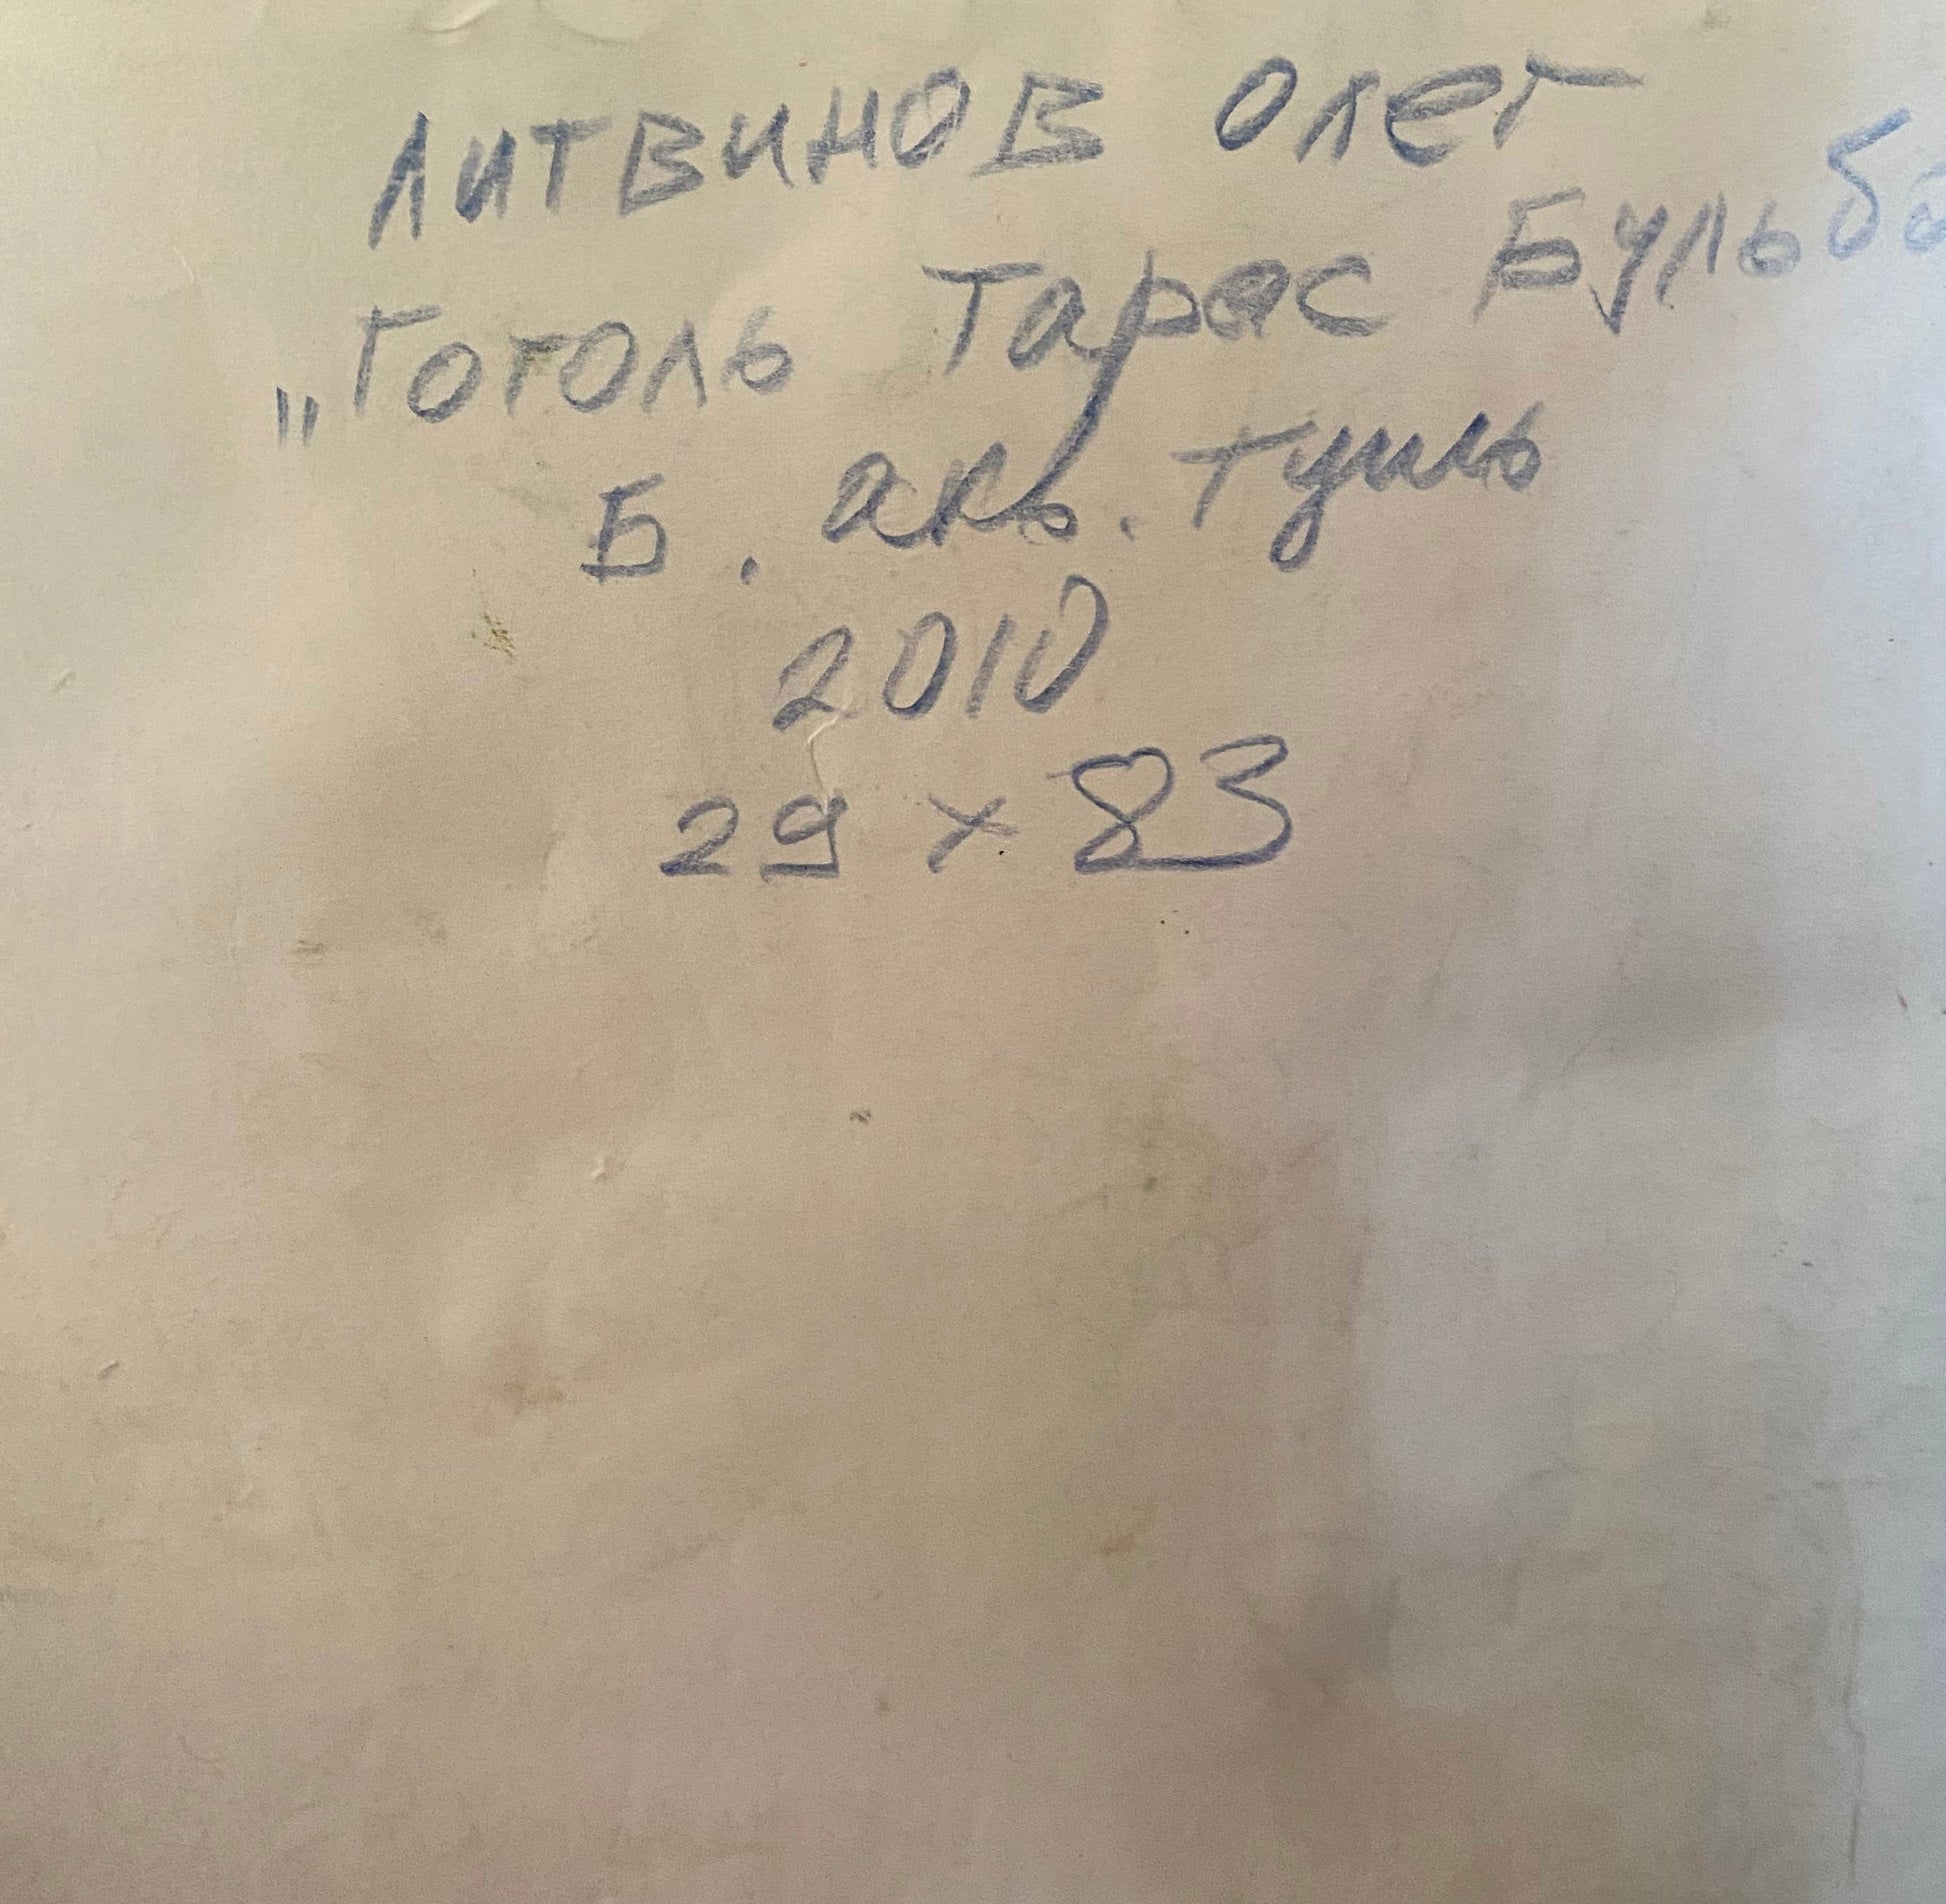 Литвинов Олег
„Гоголь Тарас Бульба
Б. акв. тушь
2010
29 х 83